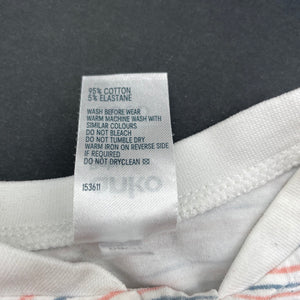 95% COTTON
5% ELASTANE
WASH BEFORE WEAR
WARM MACHINE WASH WITH
SIMILAR COLOURS
DO NOT BLEACH
DO NOT TUMBLE DRY
WARM IRON ON REVERSE SIDE
IF REQUIRED
DO NOT DRYCLEAN
153611